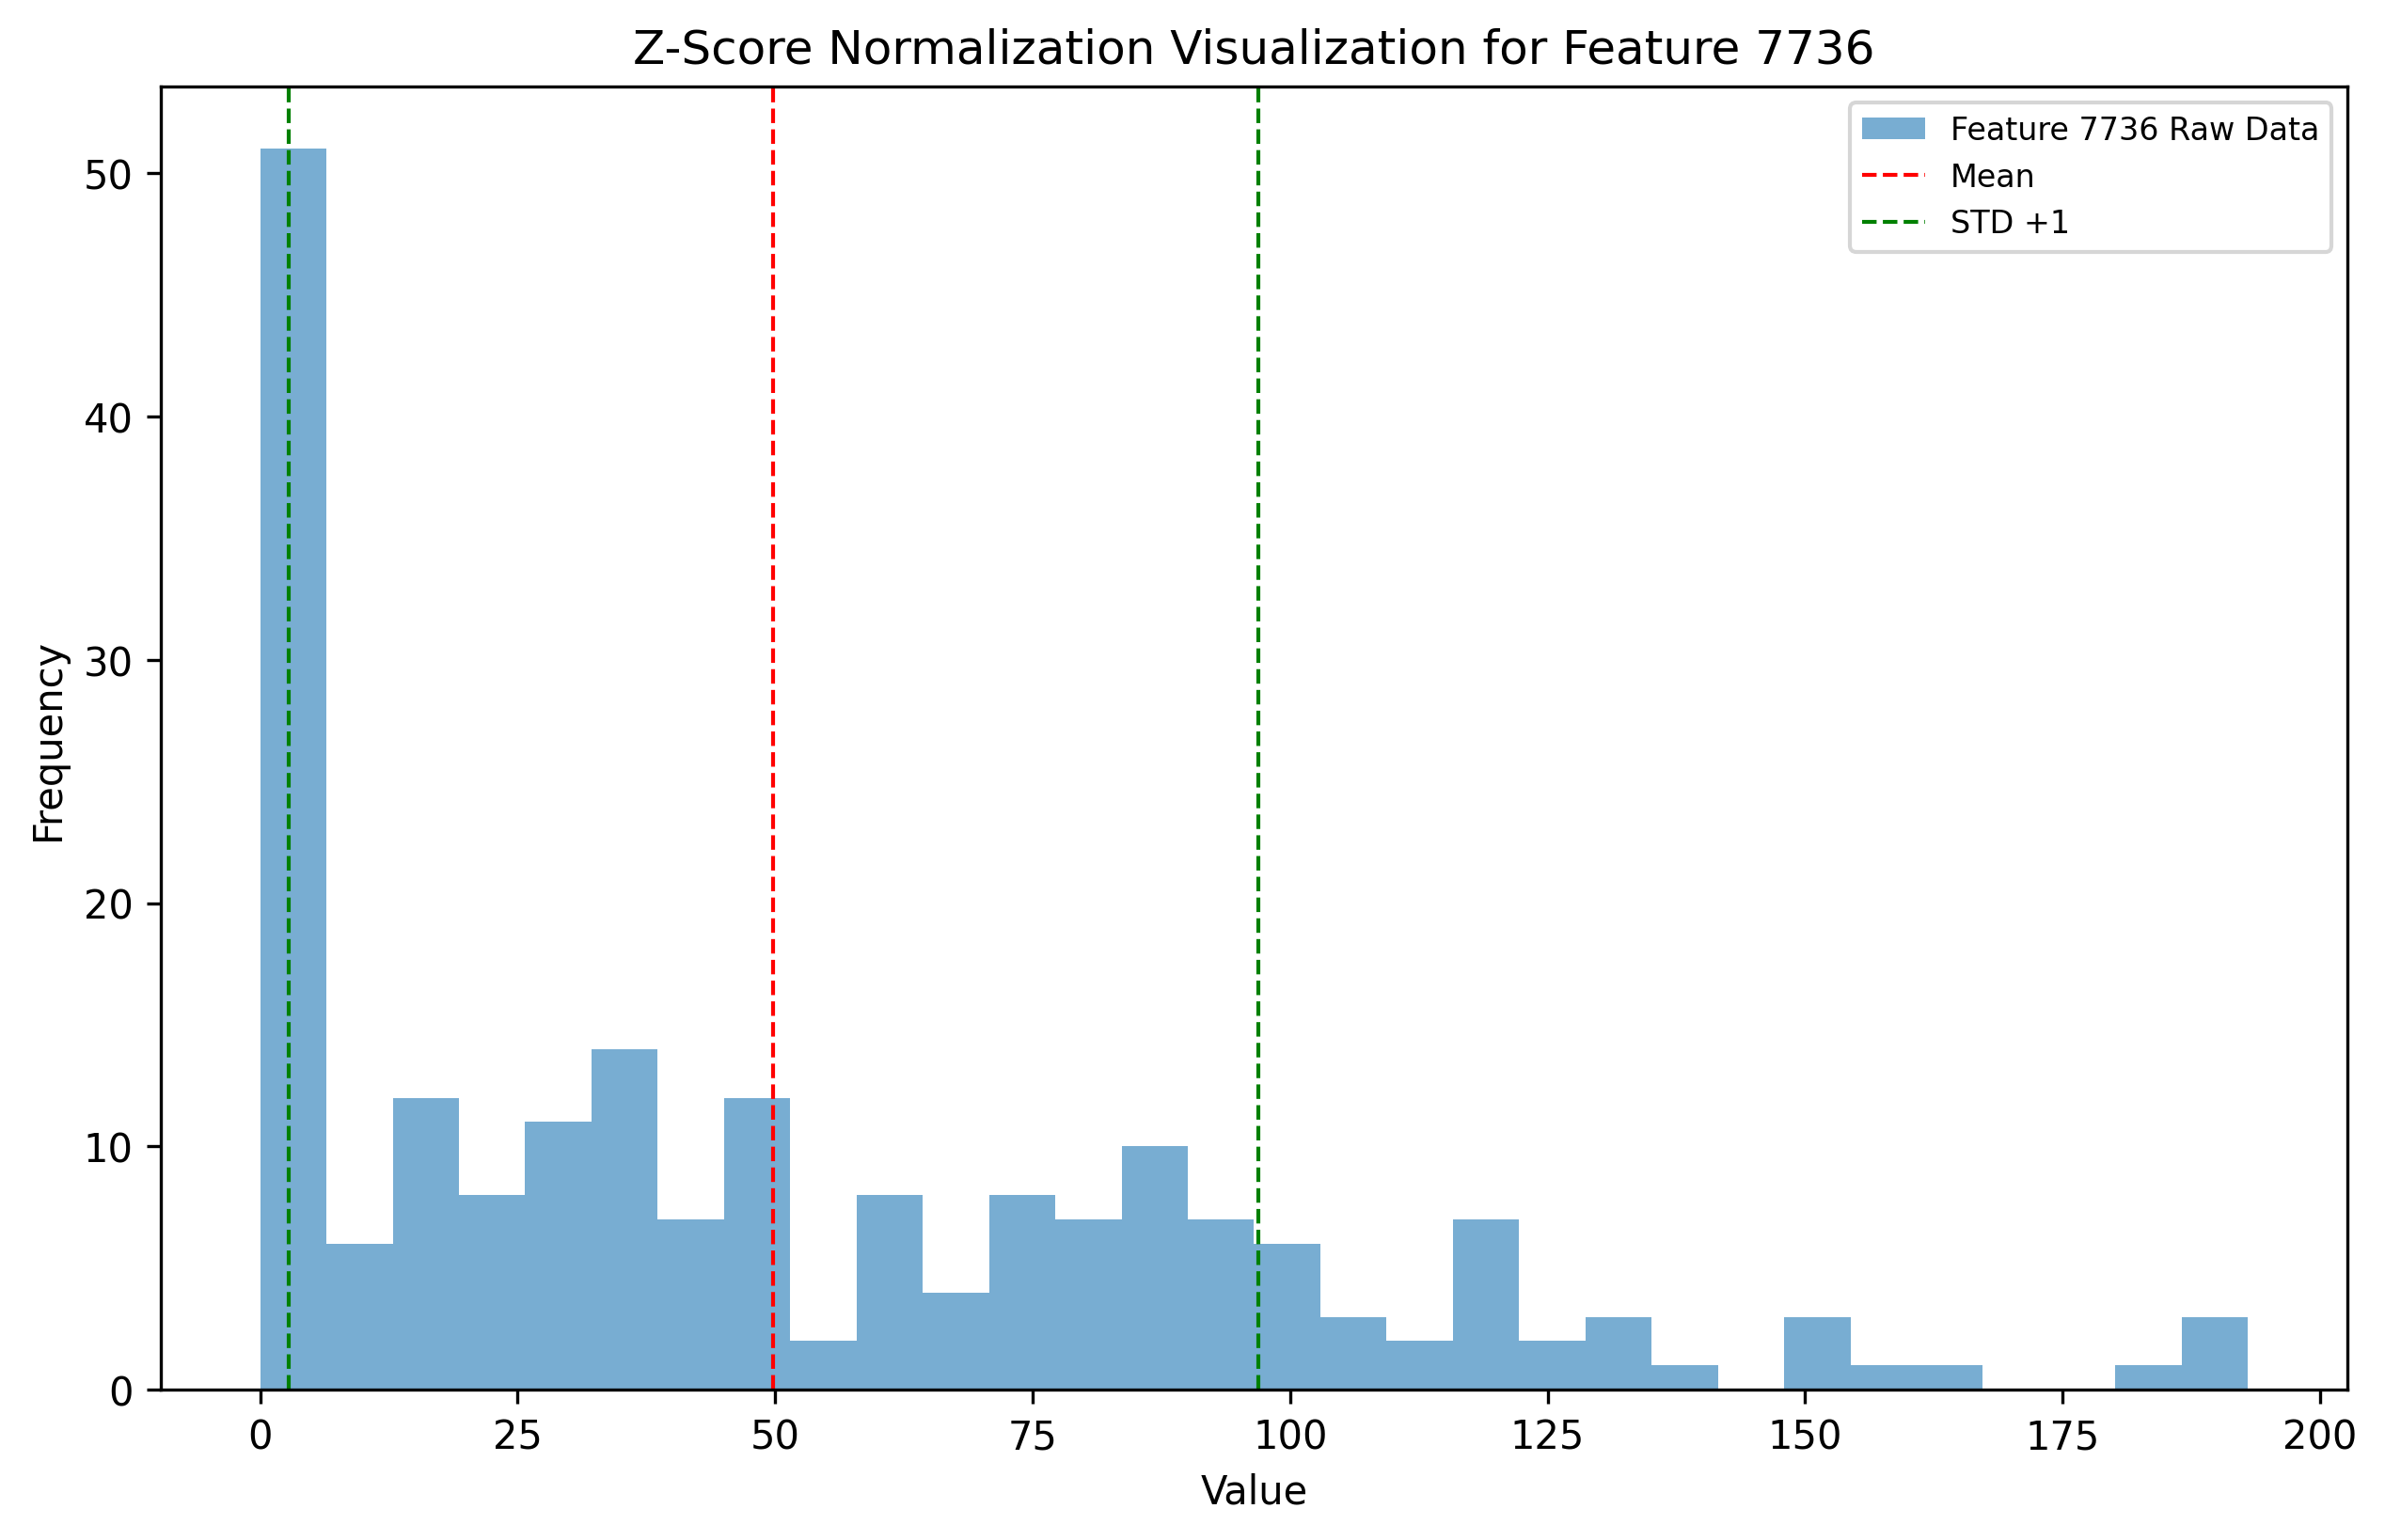 Z-Score Normalization Visualization for Feature 7736
Feature 7736 Raw Data
Mean
STD +1
Frequency
50
40
30
20
10
0
0 25 50 75 100 125 150 175 200
Value